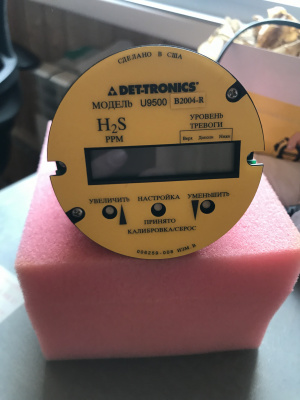 СДЕЛАНО В США
DET-TRONICS®
МОДЕЛЬ U9500 B2004-R
H₂S
PPM
УРОВЕНЬ
ТРЕВОГИ
УВЕЛИЧИТЬ НАСТРОЙКА УМЕНЬШИТЬ
ПРИНЯТО
КАЛИБРОВКА/СБРОС